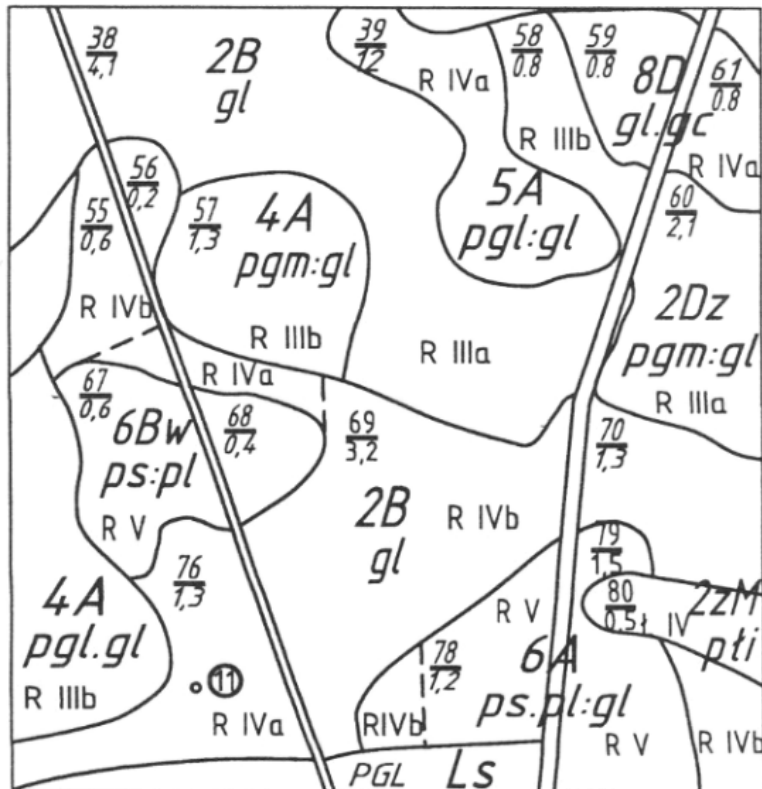 38
4,1
2B
gl
39
12
R IVa
58
0.8
59
0.8
8D
gl.gc
61
0.8
R IIIb
R IVa
56
0,2
55
0,6
57
1,3
4A
pgm:gl
5A
pgl:gl
60
2,1
2Dz
pgm:gl
R IVb
R IIIb
R IIIa
R IIIa
R IVa
67
0,6
68
0,4
6Bw
ps:pl
R V
69
3,2
70
1,3
2B
gl
R IVb
76
1,3
79
1,5
80
0.5
ł IV
2zM
płi
R V
4A
pgl.gl
R IIIb
11
R IVa
78
1,2
6A
ps.pl:gl
RIVb
R V
R IVb
PGL
Ls